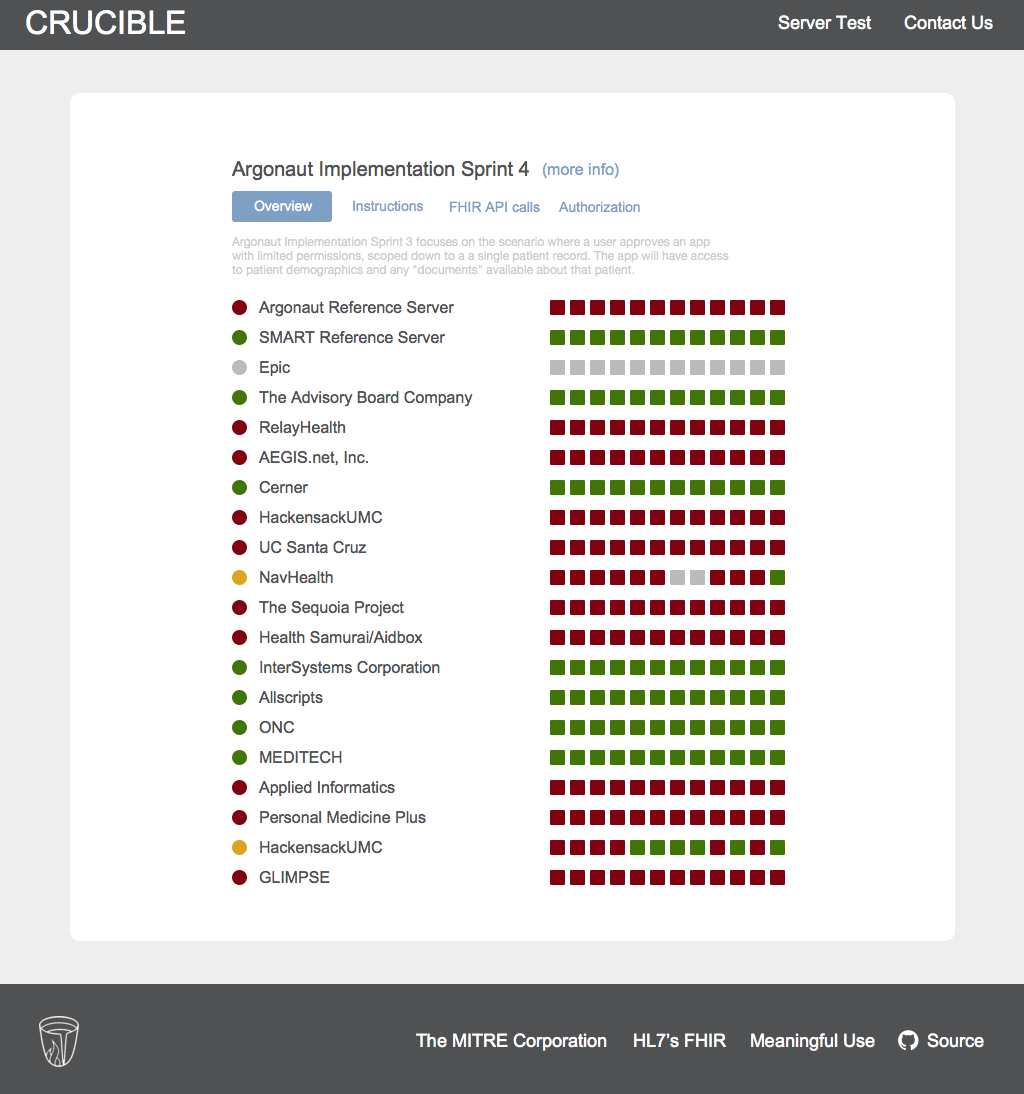 CRUCIBLE
Server Test
Contact Us
Argonaut Implementation Sprint 4 (more info)
Overview
Instructions
FHIR API calls
Authorization
Argonaut Implementation Sprint 3 focuses on the scenario where a user approves an app
with limited permissions, scoped down to a a single patient record. The app will have access
to patient demographics and any "documents" available about that patient.
Argonaut Reference Server
SMART Reference Server
Epic
The Advisory Board Company
RelayHealth
AEGIS.net, Inc.
Cerner
HackensackUMC
UC Santa Cruz
NavHealth
The Sequoia Project
Health Samurai/Aidbox
InterSystems Corporation
Allscripts
ONC
MEDITECH
Applied Informatics
Personal Medicine Plus
HackensackUMC
GLIMPSE
The MITRE Corporation
HL7’s FHIR
Meaningful Use
Source